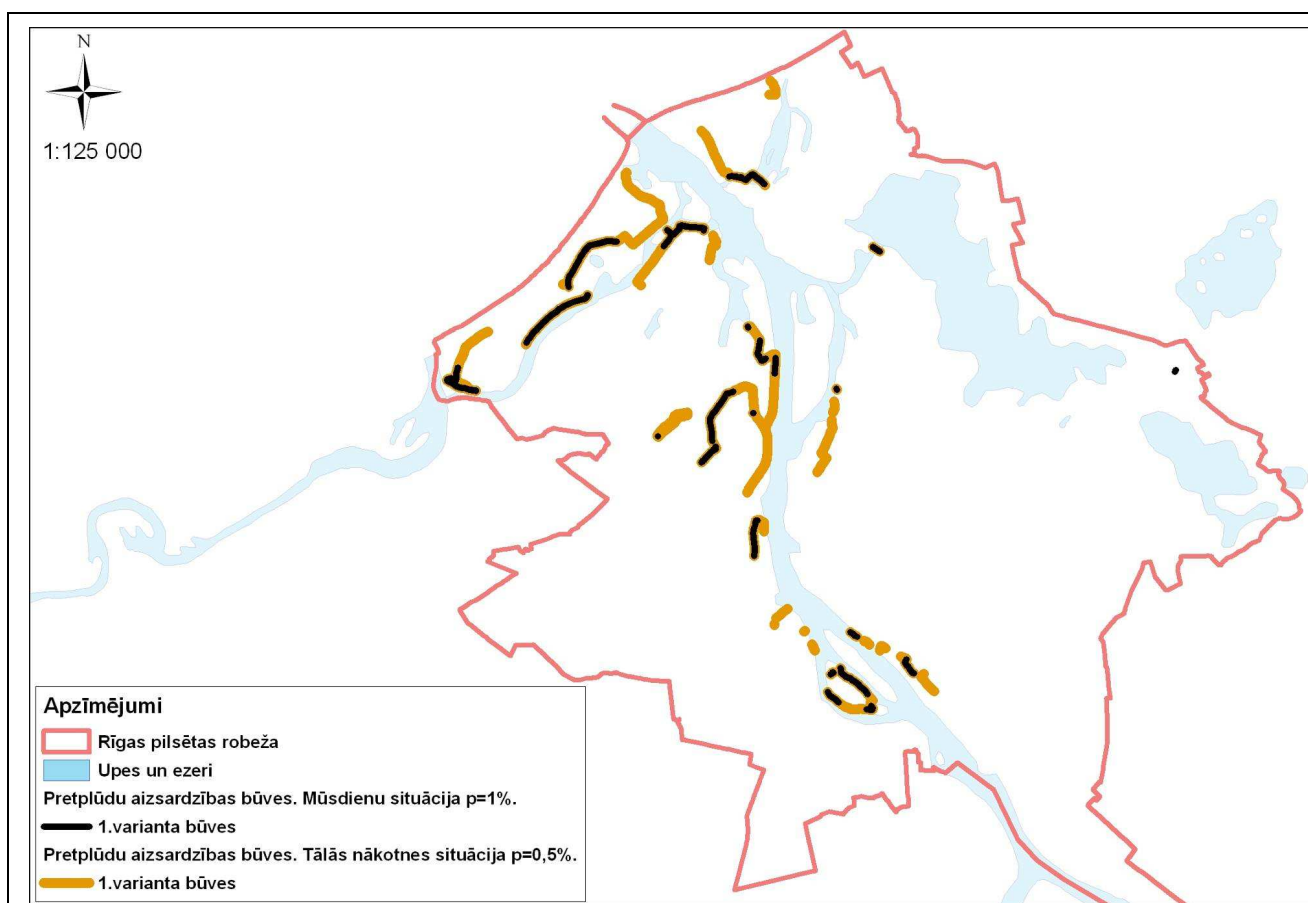 N
1:125 000
Apzīmējumi
Rīgas pilsētas robeža
Upes un ezeri
Pretplūdu aizsardzības būves. Mūsdienu situācija p=1%.
1.varianta būves
Pretplūdu aizsardzības būves. Tālās nākotnes situācija p=0,5%.
1.varianta būves